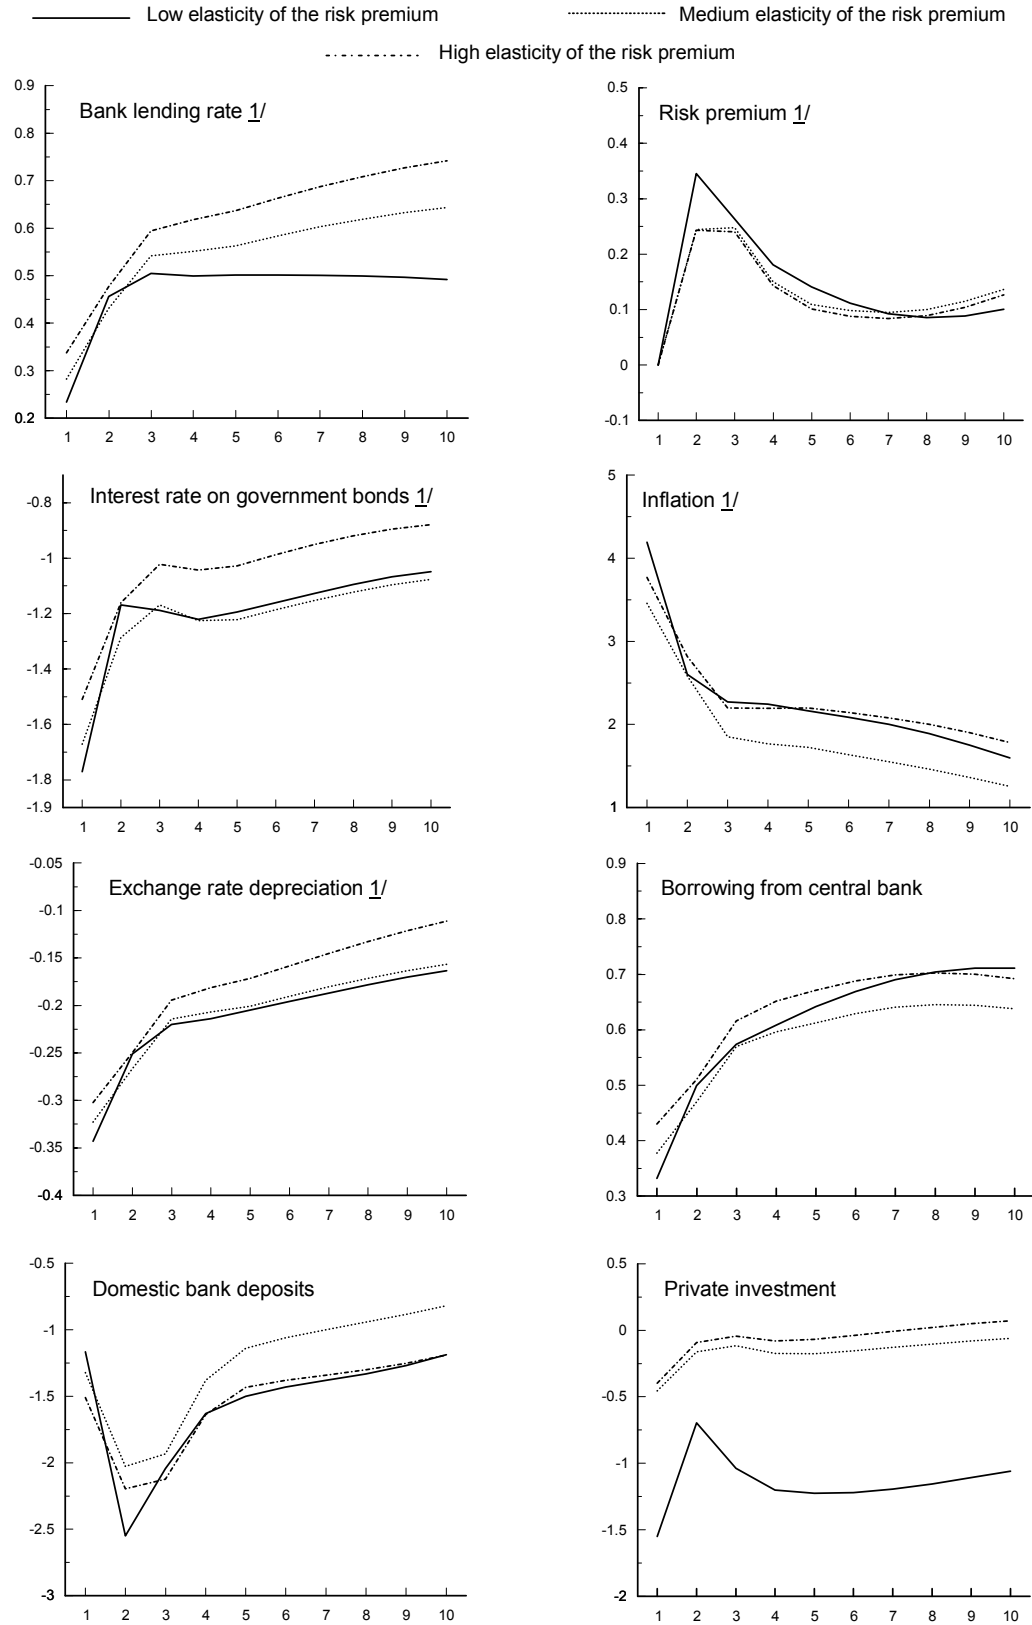 Low elasticity of the risk premium
Medium elasticity of the risk premium
High elasticity of the risk premium
Bank lending rate 1/
0.9
0.8
0.7
0.6
0.5
0.4
0.3
0.2
1 2 3 4 5 6 7 8 9 10
Risk premium 1/
0.5
0.4
0.3
0.2
0.1
0
-0.1
1 2 3 4 5 6 7 8 9 10
Interest rate on government bonds 1/
-0.8
-1
-1.2
-1.4
-1.6
-1.8
-1.9
1 2 3 4 5 6 7 8 9 10
Inflation 1/
5
4
3
2
1
1 2 3 4 5 6 7 8 9 10
Exchange rate depreciation 1/
-0.05
-0.1
-0.15
-0.2
-0.25
-0.3
-0.35
-0.4
1 2 3 4 5 6 7 8 9 10
Borrowing from central bank
0.9
0.8
0.7
0.6
0.5
0.4
0.3
1 2 3 4 5 6 7 8 9 10
Domestic bank deposits
-0.5
-1
-1.5
-2
-2.5
-3
1 2 3 4 5 6 7 8 9 10
Private investment
0.5
0
-0.5
-1
-1.5
-2
1 2 3 4 5 6 7 8 9 10